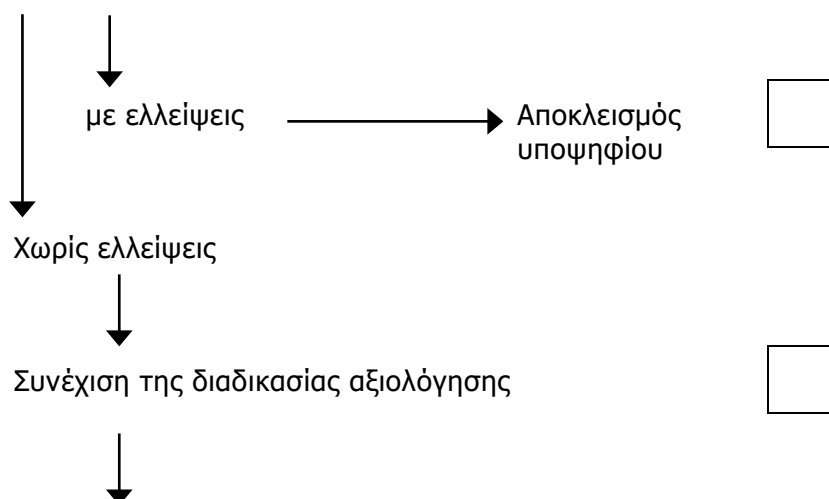 με ελλείψεις
Αποκλεισμός
υποψηφίου
Χωρίς ελλείψεις
Συνέχιση της διαδικασίας αξιολόγησης